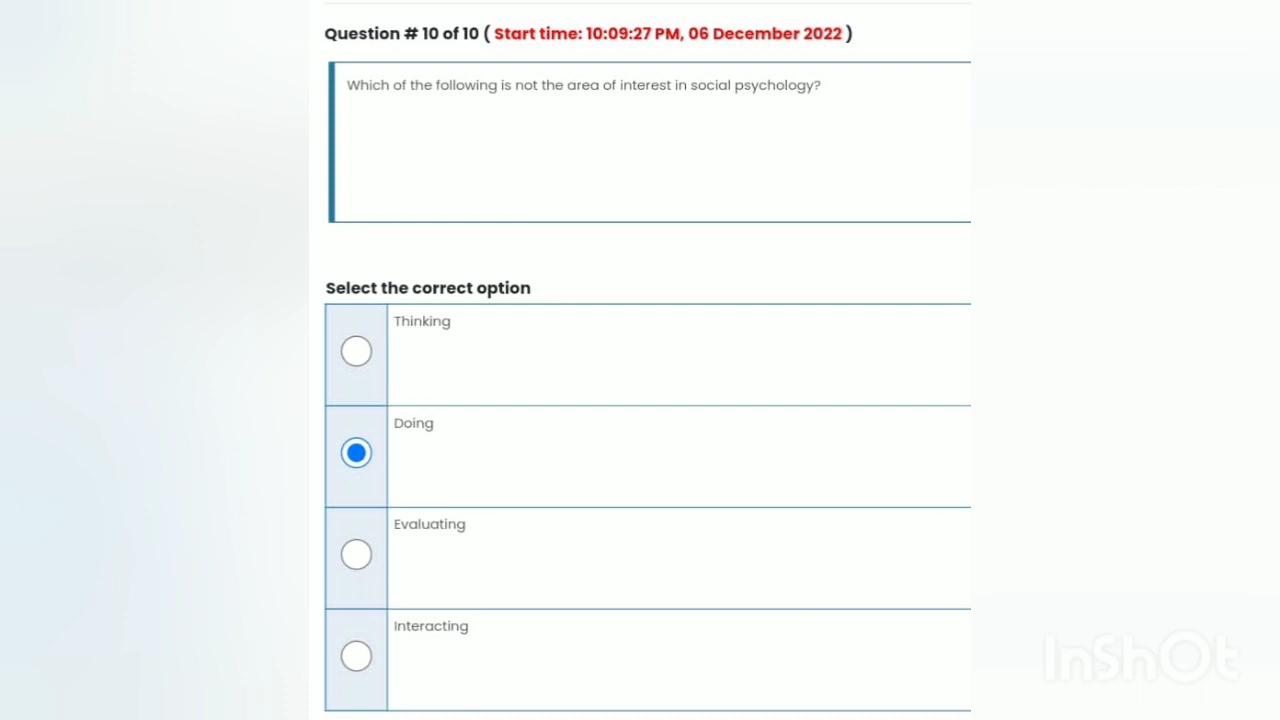 Question # 10 of 10 ( Start time: 10:09:27 PM, 06 December 2022 )
Which of the following is not the area of interest in social psychology?
Select the correct option
Thinking
Doing
Evaluating
Interacting
InShOt